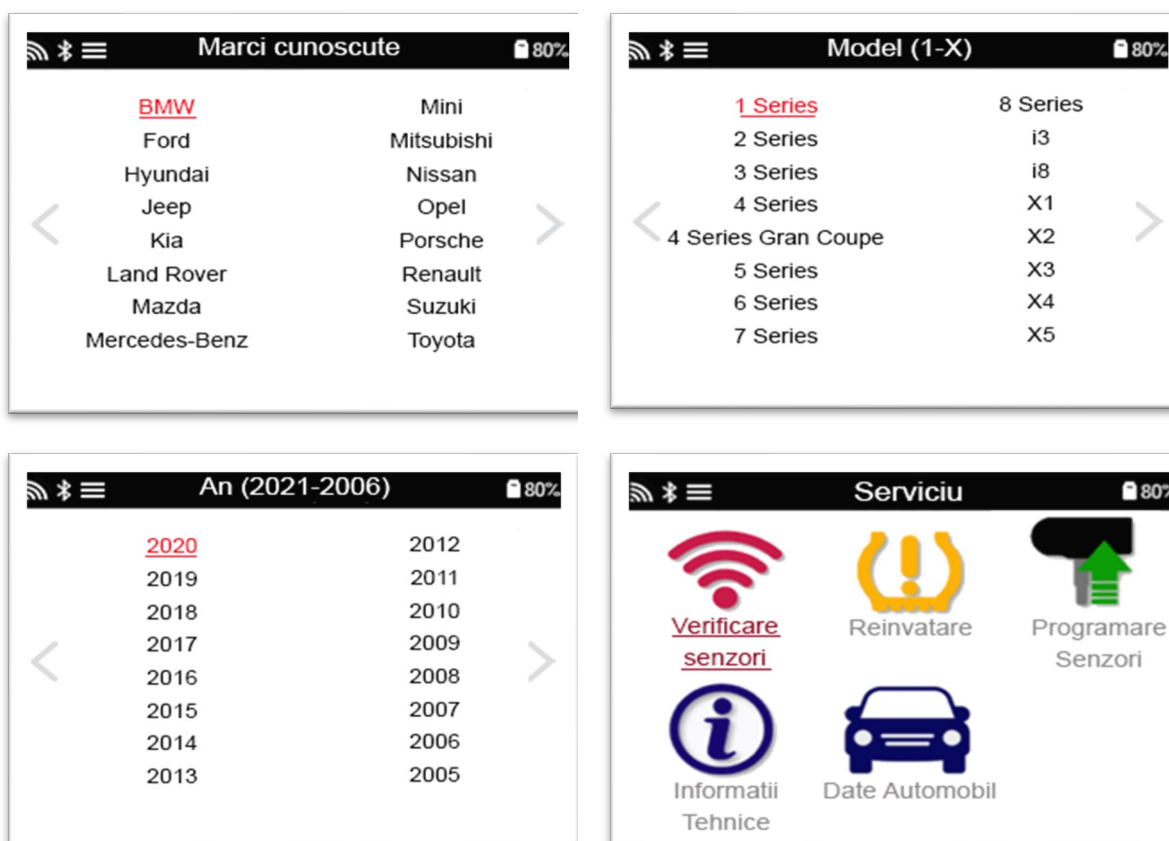 Marci cunoscute 80%
BMW Mini
Ford Mitsubishi
Hyundai Nissan
Jeep Opel
Kia Porsche
Land Rover Renault
Mazda Suzuki
Mercedes-Benz Toyota
Model (1-X) 80%
1 Series 8 Series
2 Series i3
3 Series i8
4 Series X1
4 Series Gran Coupe X2
5 Series X3
6 Series X4
7 Series X5
An (2021-2006) 80%
2020 2012
2019 2011
2018 2010
2017 2009
2016 2008
2015 2007
2014 2006
2013 2005
Serviciu 80%
Verificare senzori
Reinvatare
Programare Senzori
Informatii Tehnice
Date Automobil